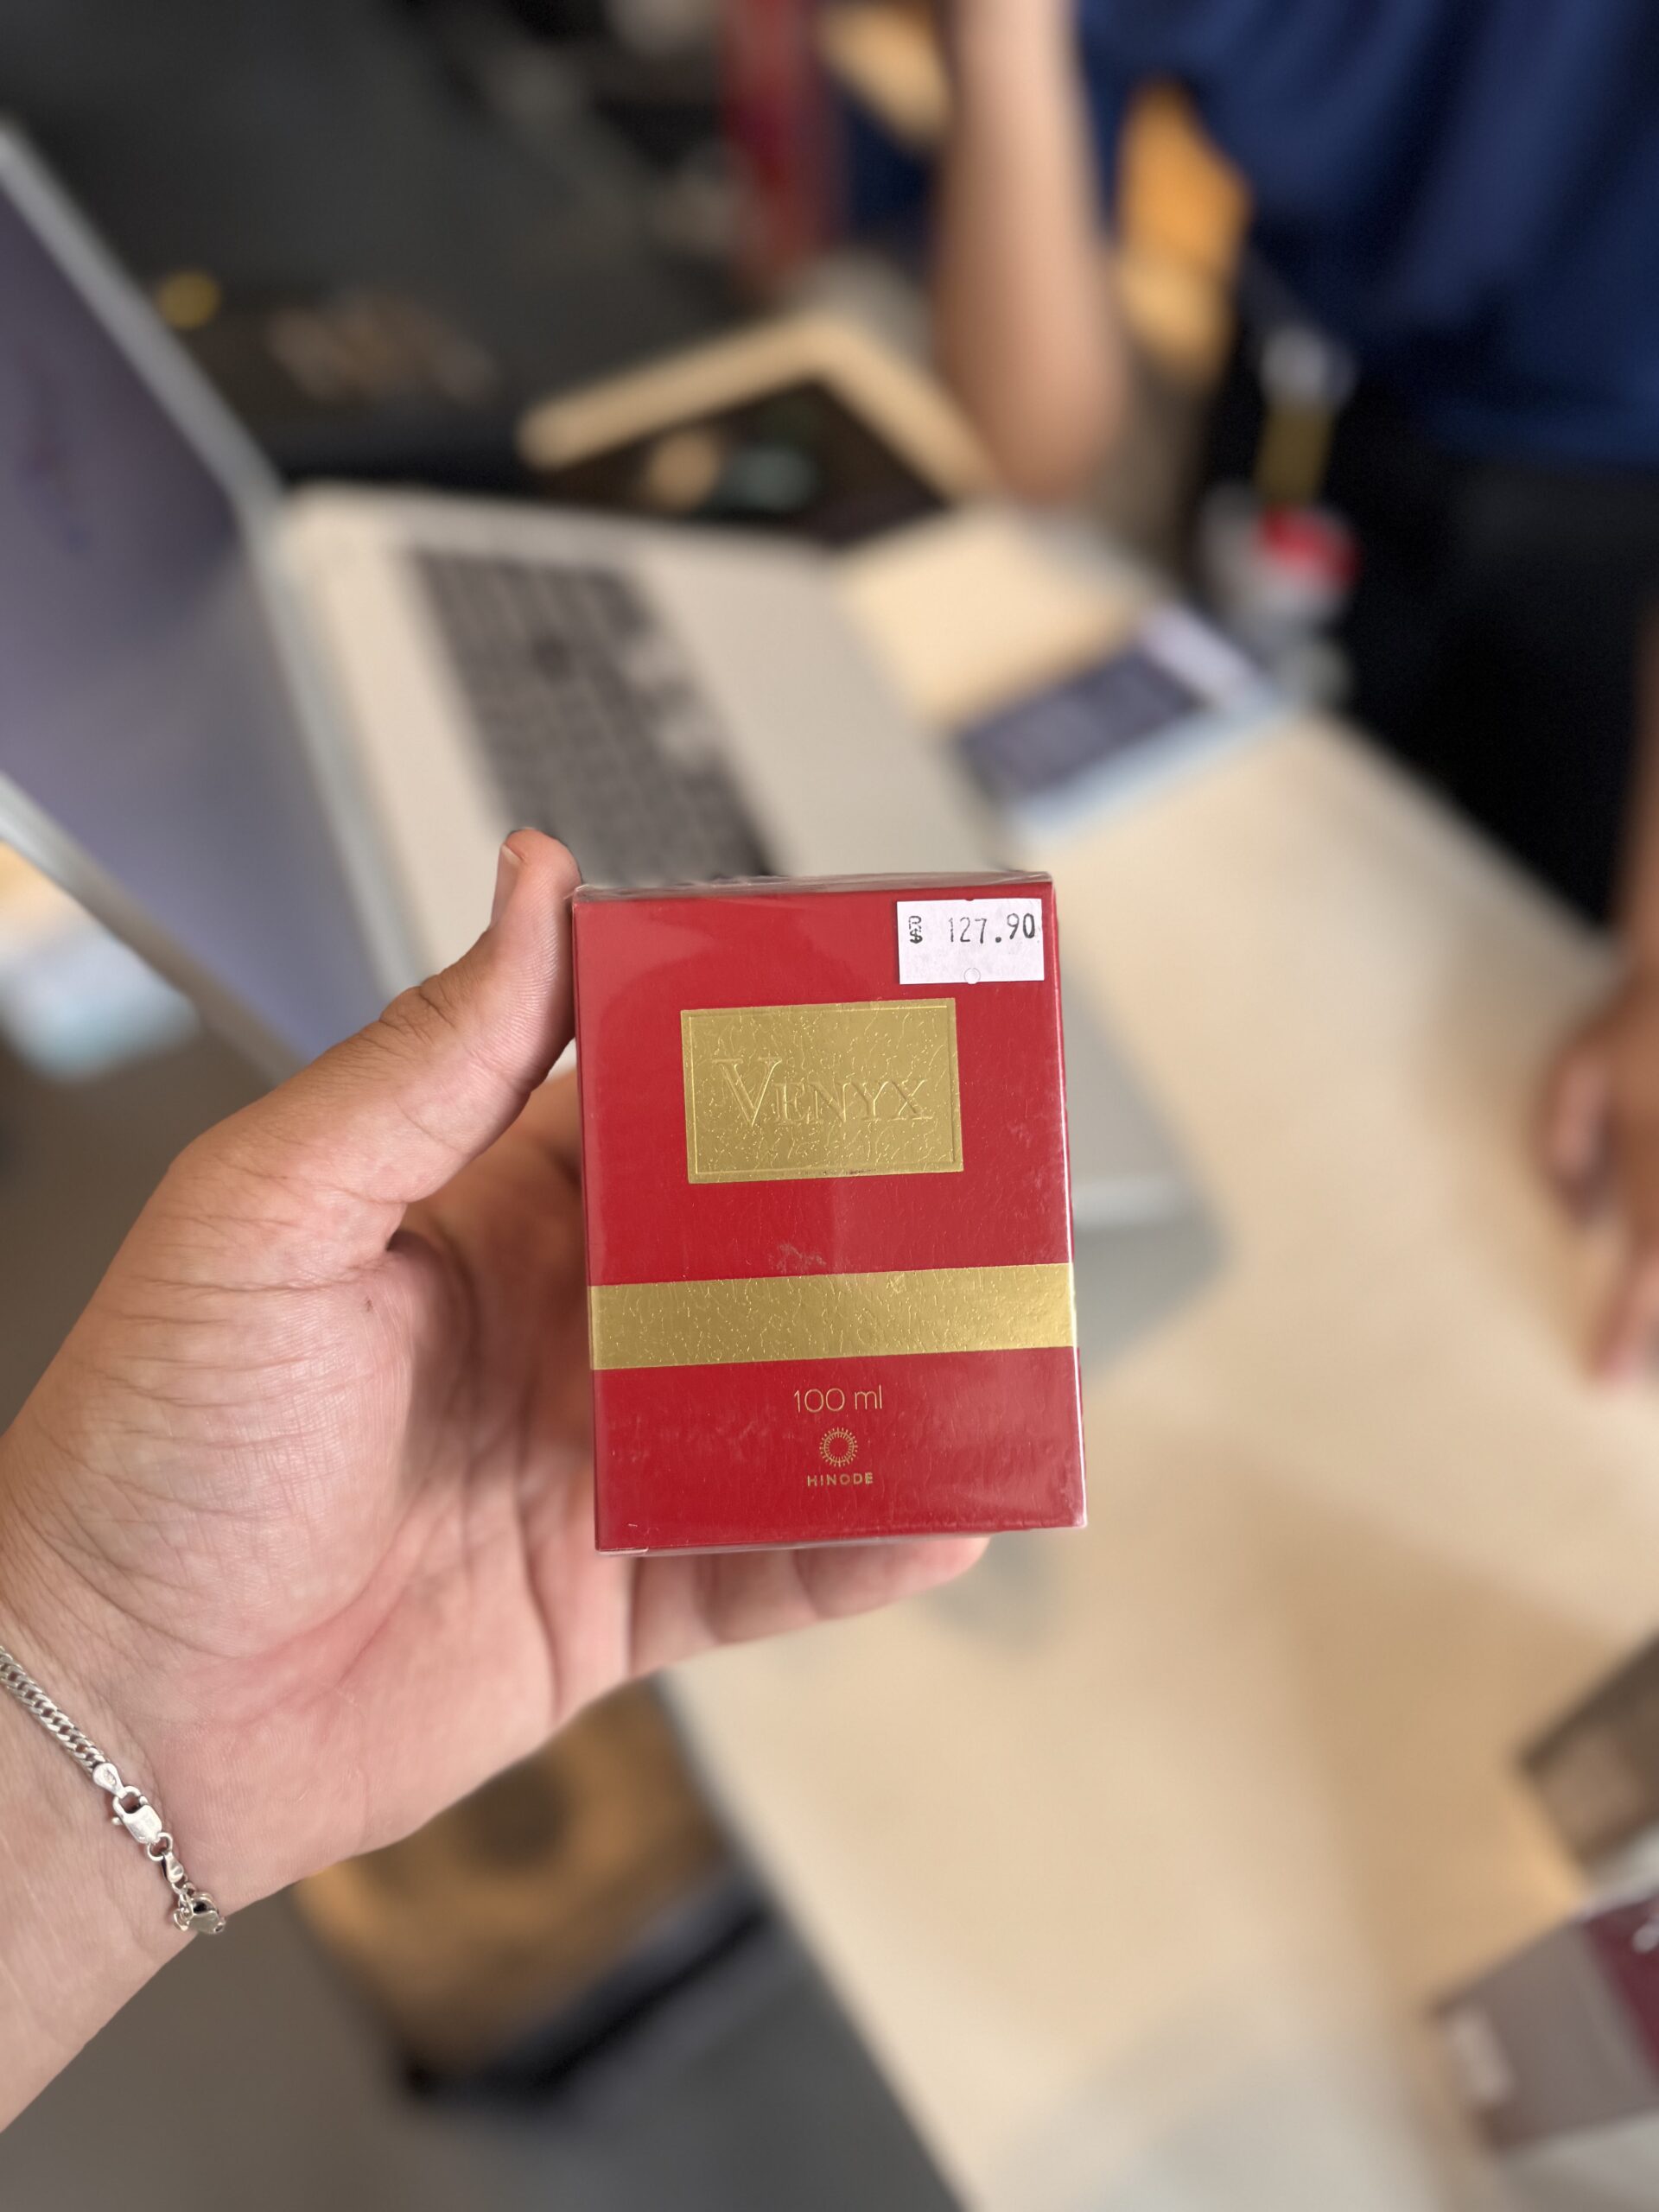 R$ 127.90
VENYX
100 ml
HINODE